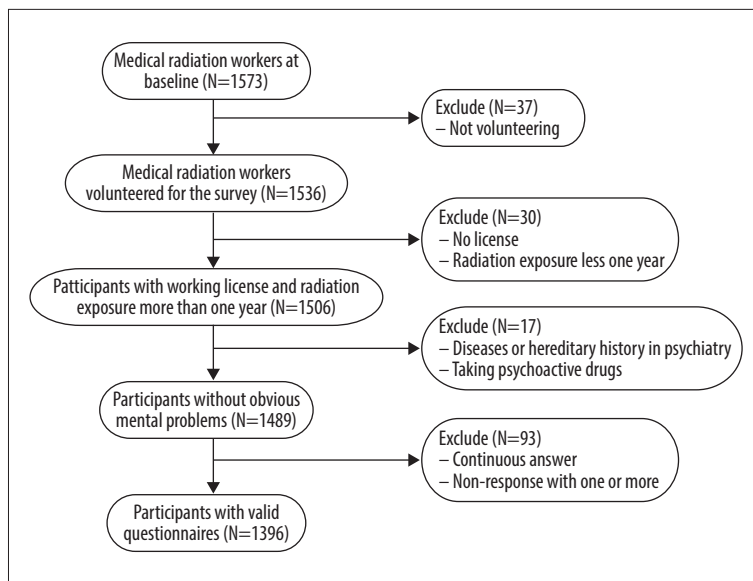 Medical radiation workers at
baseline (N=1573)
Exclude (N=37)
– Not volunteering
Medical radiation workers
volunteered for the survey (N=1536)
Exclude (N=30)
– No license
– Radiation exposure less one year
Patticipants with working license and radiation
exposure more than one year (N=1506)
Exclude (N=17)
– Diseases or hereditary history in psychiatry
– Taking psychoactive drugs
Participants without obvious
mental problems (N=1489)
Exclude (N=93)
– Continuous answer
– Non-response with one or more
Participants with valid
questionnaires (N=1396)